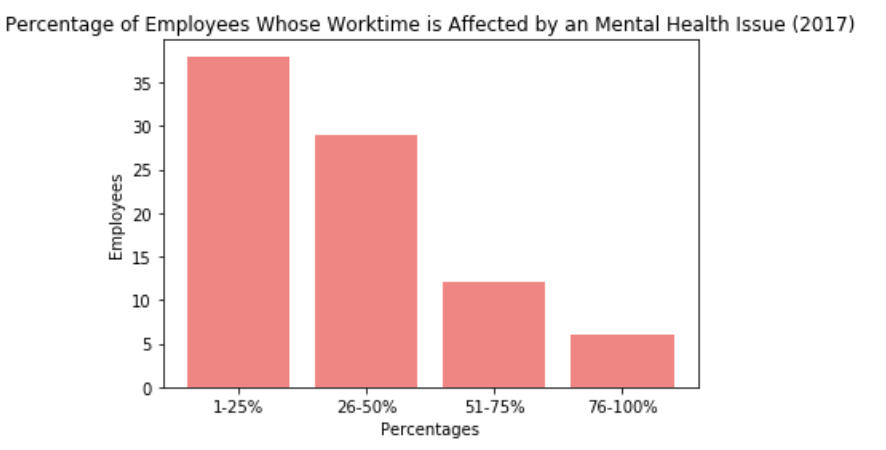 Percentage of Employees Whose Worktime is Affected by an Mental Health Issue (2017)
35
30
25
20
15
10
5
0
Employees
1-25% 26-50% 51-75% 76-100%
Percentages